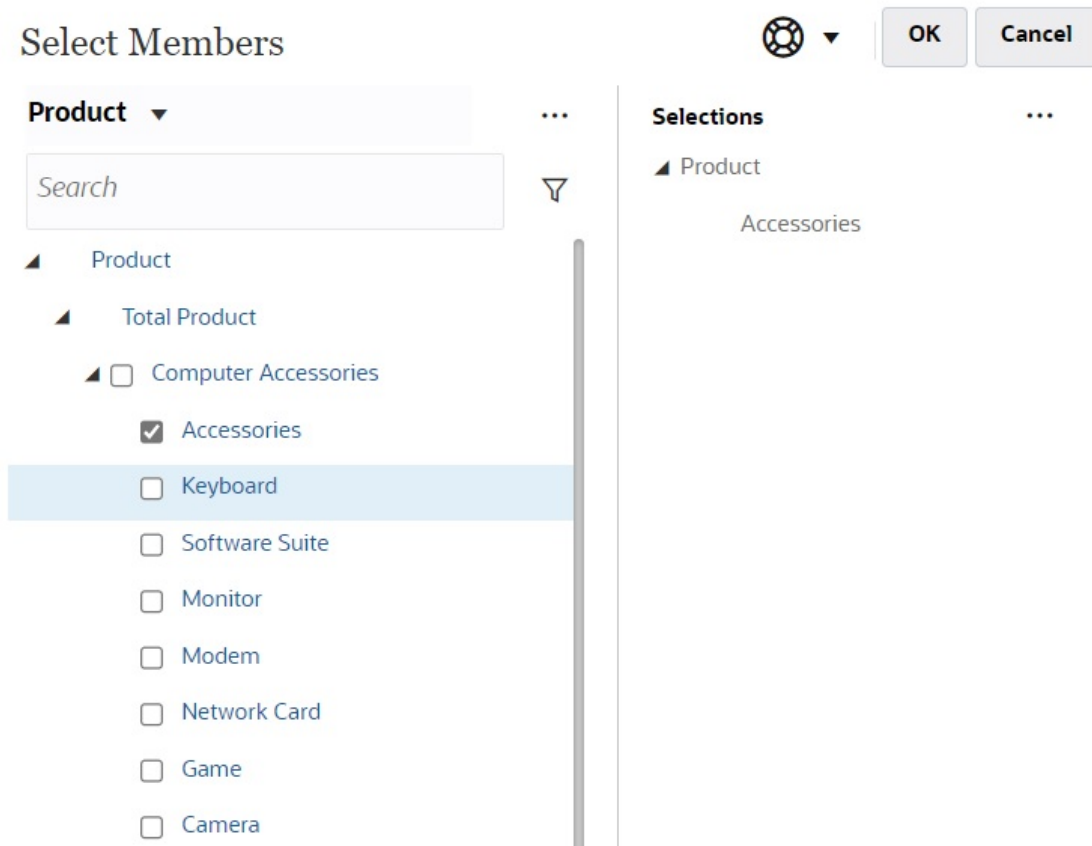 Select Members
OK
Cancel
Product
...
Search
Product
Total Product
Computer Accessories
Accessories
Keyboard
Software Suite
Monitor
Modem
Network Card
Game
Camera
Selections
...
Product
Accessories